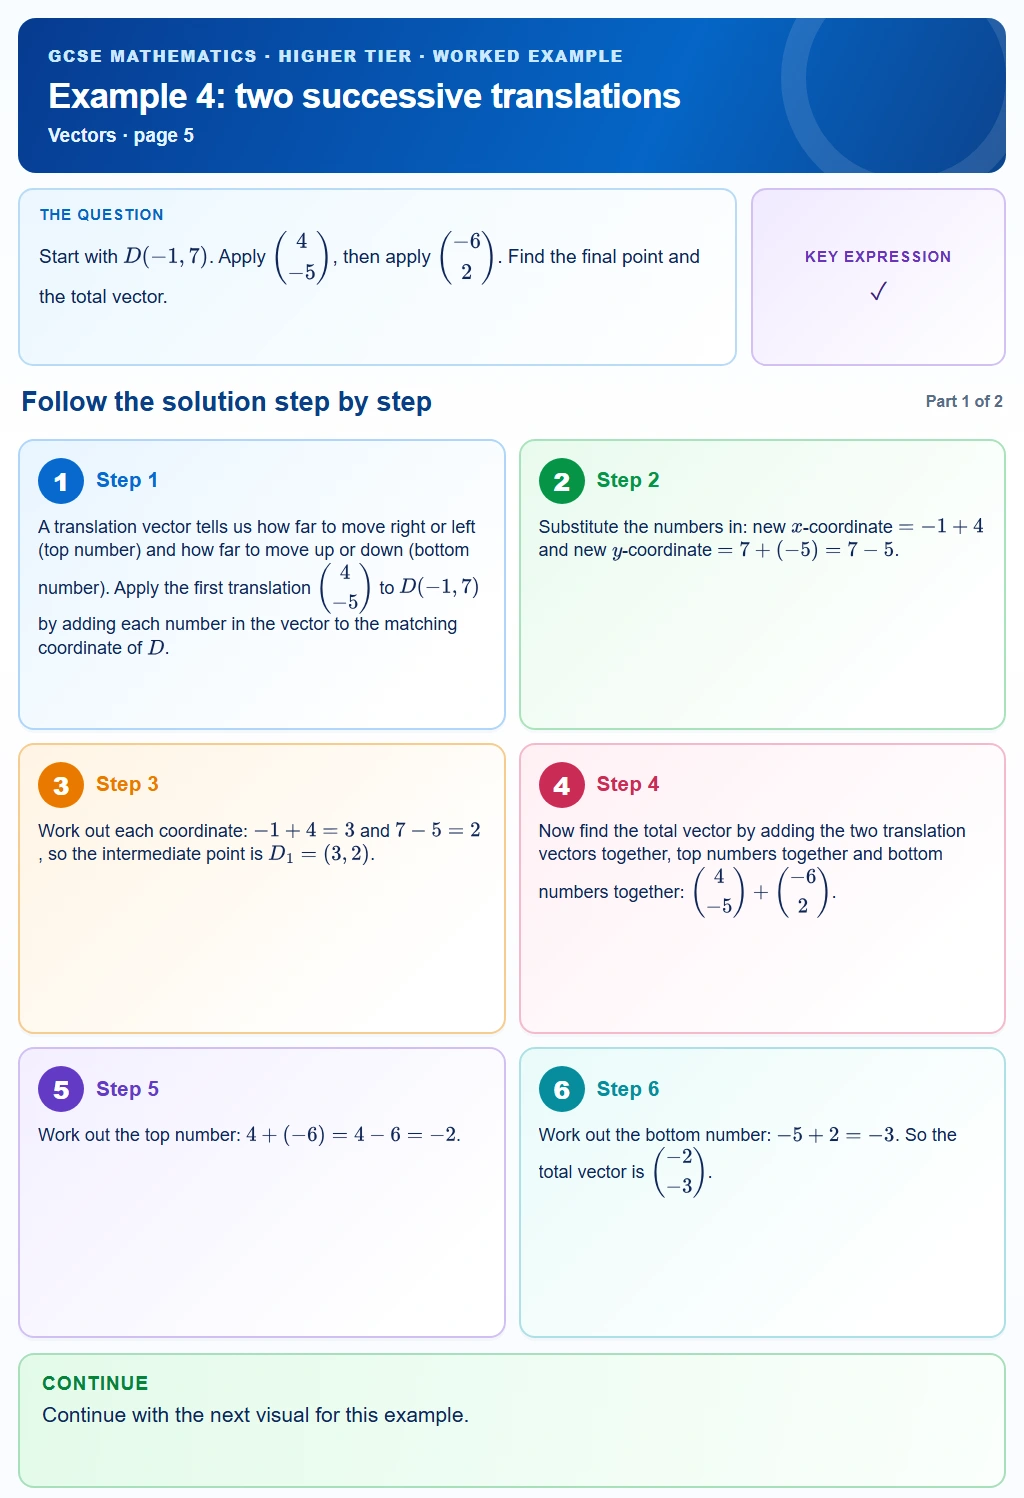 GCSE MATHEMATICS · HIGHER TIER · WORKED EXAMPLE
Example 4: two successive translations
Vectors · page 5
THE QUESTION
Start with D(−1, 7). Apply (4 −5), then apply (−6 2). Find the final point and
the total vector.
KEY EXPRESSION
✓
Follow the solution step by step
Part 1 of 2
1 Step 1
A translation vector tells us how far to move right or left
(top number) and how far to move up or down (bottom
number). Apply the first translation (4 −5) to D(−1, 7)
by adding each number in the vector to the matching
coordinate of D.
2 Step 2
Substitute the numbers in: new x-coordinate = −1 + 4
and new y-coordinate = 7 + (−5) = 7 − 5.
3 Step 3
Work out each coordinate: −1 + 4 = 3 and 7 − 5 = 2
, so the intermediate point is D₁ = (3, 2).
4 Step 4
Now find the total vector by adding the two translation
vectors together, top numbers together and bottom
numbers together: (4 −5) + (−6 2).
5 Step 5
Work out the top number: 4 + (−6) = 4 − 6 = −2.
6 Step 6
Work out the bottom number: −5 + 2 = −3. So the
total vector is (−2 −3).
CONTINUE
Continue with the next visual for this example.